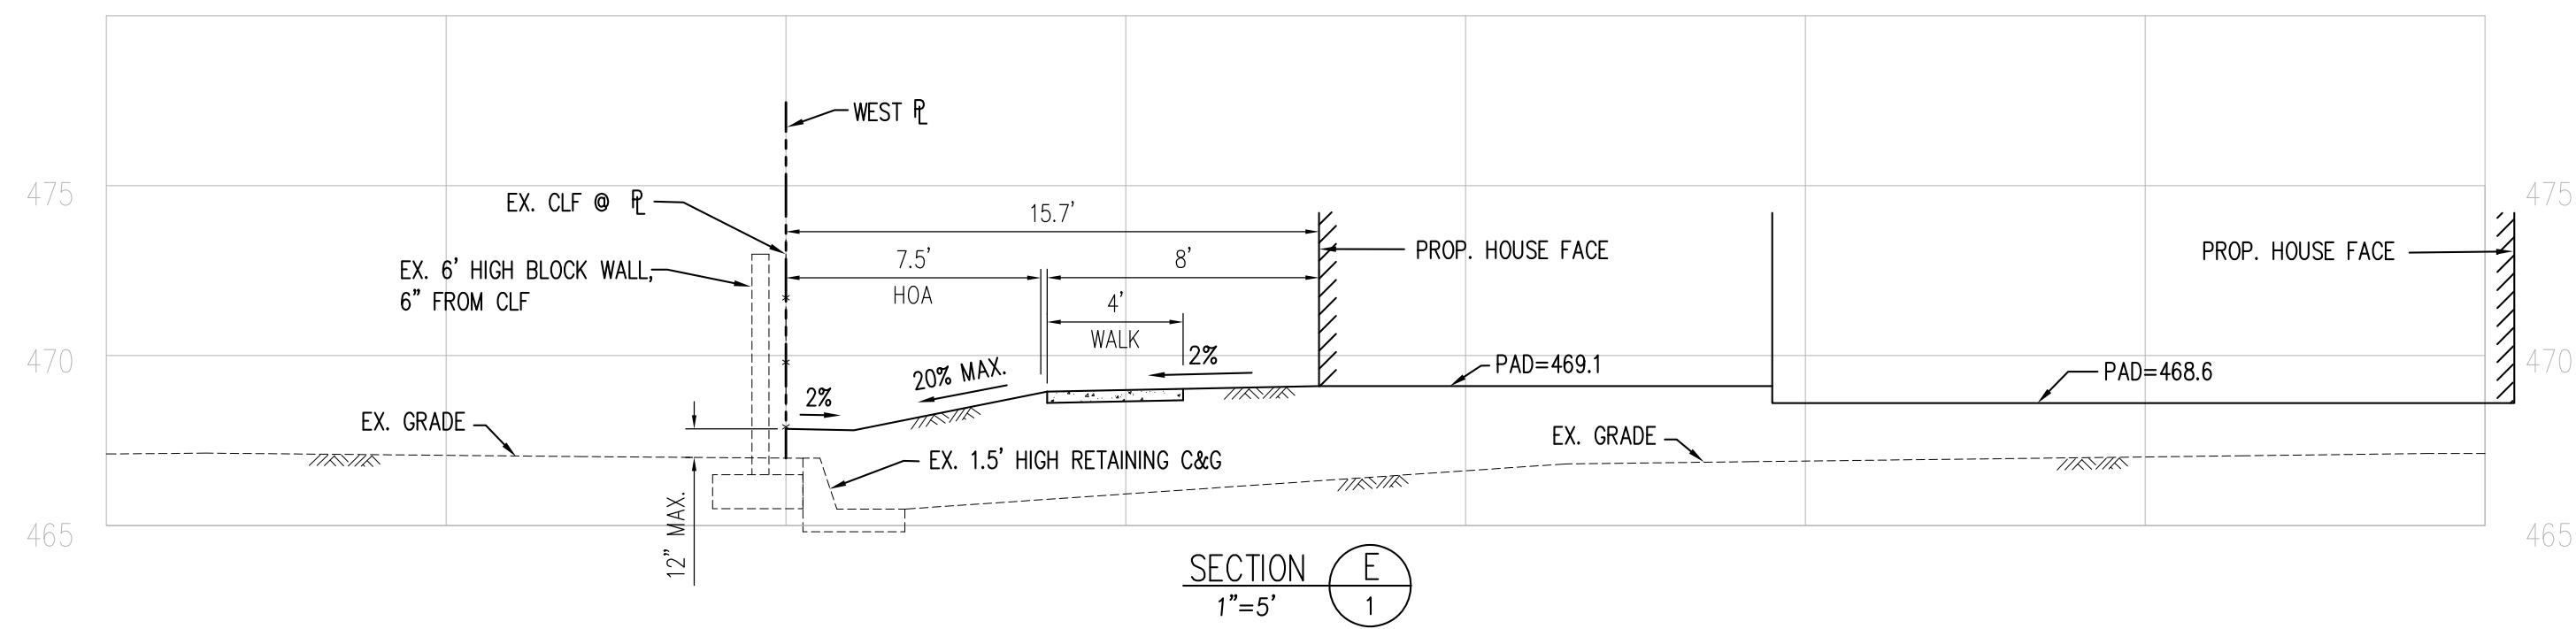 WEST ℄
475
475
EX. CLF @ ℄
15.7'
EX. 6' HIGH BLOCK WALL,
6" FROM CLF
7.5'
HOA
8'
4'
WALK
PROP. HOUSE FACE
PROP. HOUSE FACE
470
470
2%
20% MAX.
2%
PAD=469.1
PAD=468.6
EX. GRADE
EX. GRADE
EX. 1.5' HIGH RETAINING C&G
12" MAX.
465
465
SECTION
1"=5'
E
1